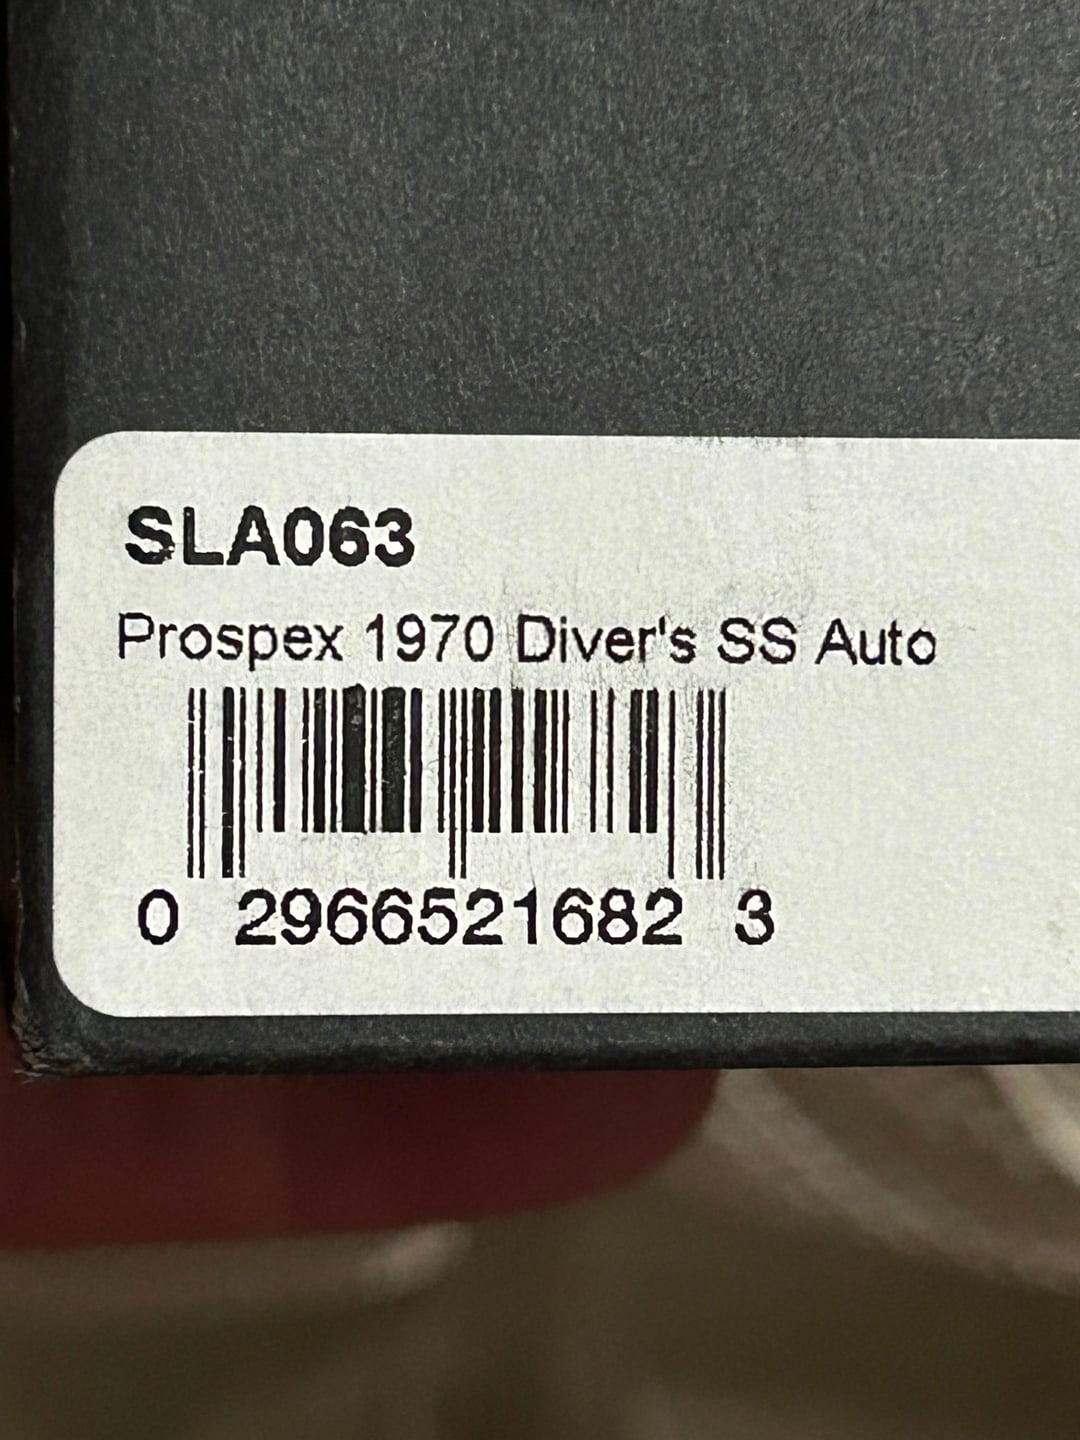 SLA063
Prospex 1970 Diver's SS Auto
0 2966521682 3